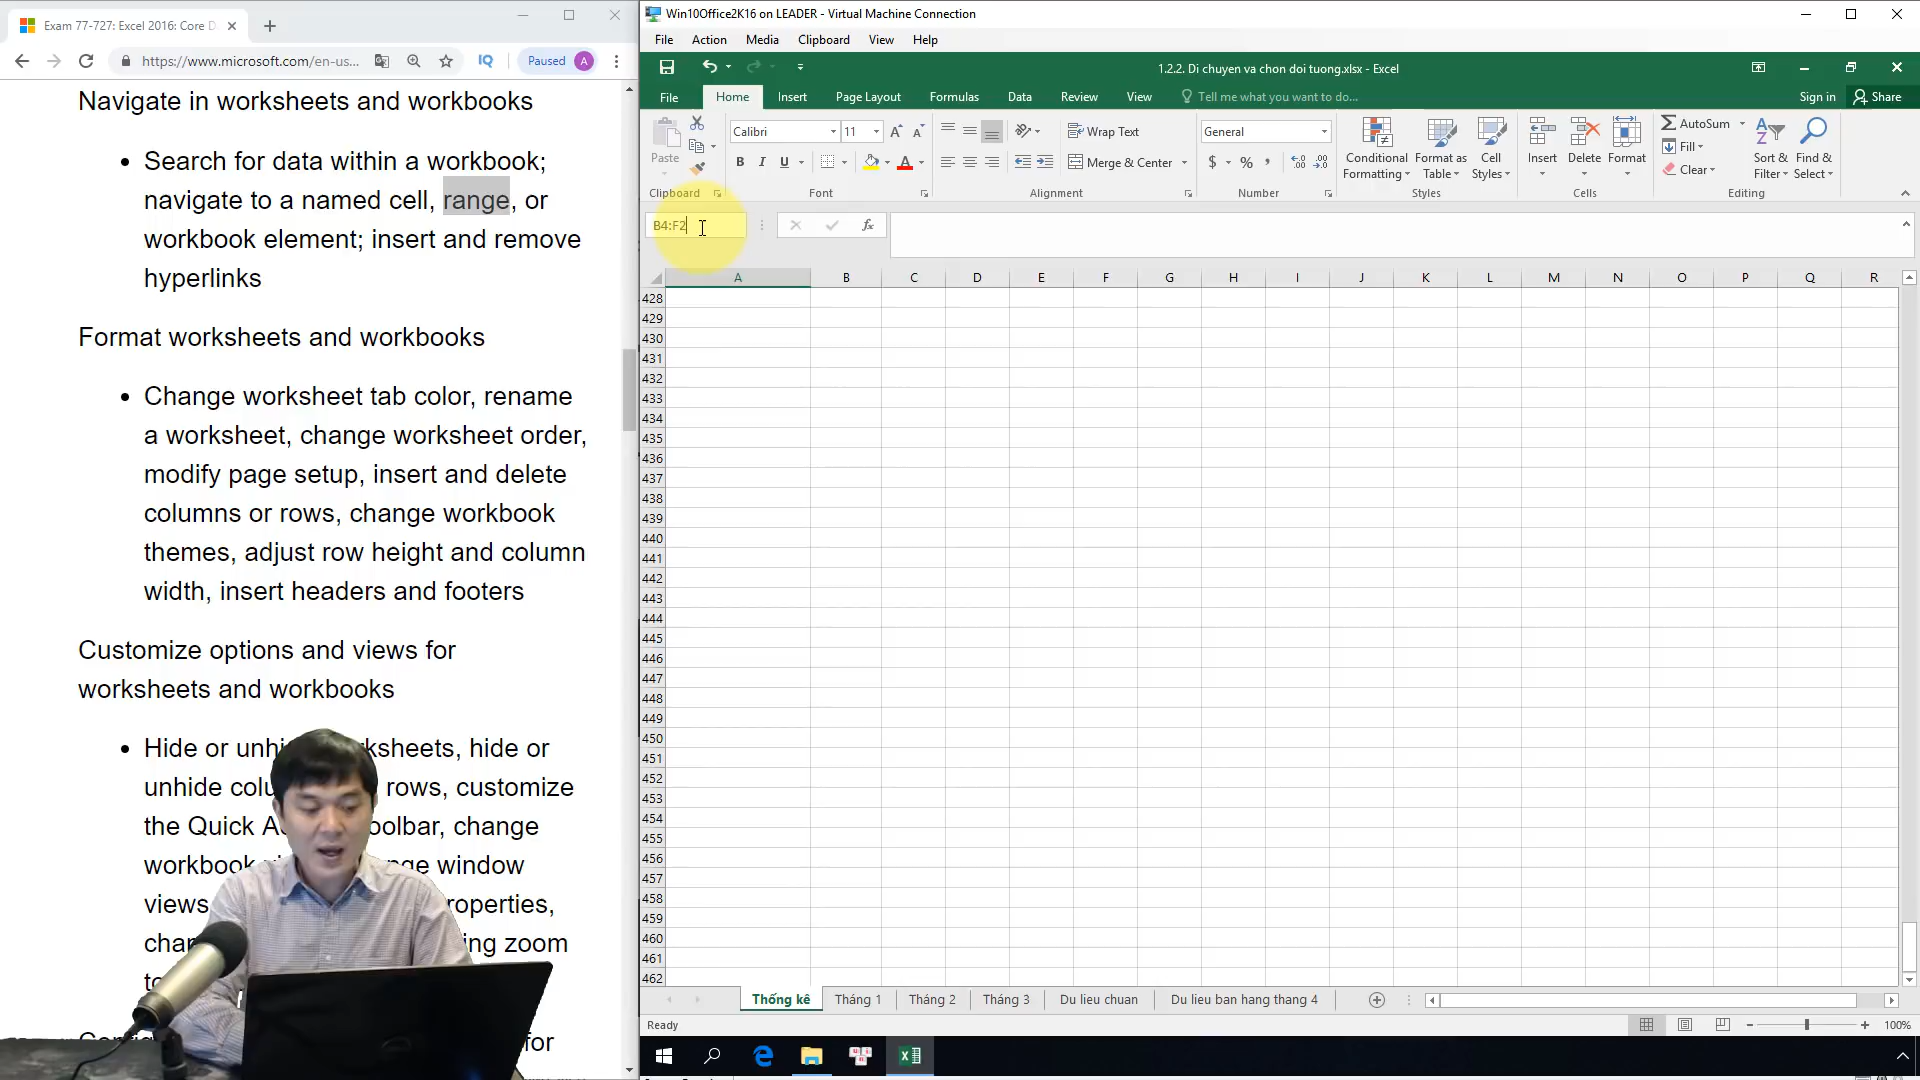 Exam 77-727: Excel 2016: Core D
Win10Office2K16 on LEADER - Virtual Machine Connection
https://www.microsoft.com/en-us...
IQ
Paused
A
File Action Media Clipboard View Help
1.2.2. Di chuyen va chon doi tuong.xlsx - Excel
File Home Insert Page Layout Formulas Data Review View Tell me what you want to do...
Sign in Share
Navigate in worksheets and workbooks
Search for data within a workbook;
navigate to a named cell, range, or
workbook element; insert and remove
hyperlinks
Format worksheets and workbooks
Change worksheet tab color, rename
a worksheet, change worksheet order,
modify page setup, insert and delete
columns or rows, change workbook
themes, adjust row height and column
width, insert headers and footers
Customize options and views for
worksheets and workbooks
Hide or unhi ksheets, hide or
unhide colu rows, customize
the Quick A oolbar, change
workbook nge window
views roperties,
char ing zoom
to
for
Paste
Clipboard
Calibri 11
B I U
Font
Wrap Text
Merge & Center
Alignment
General
$ % ,
Number
Conditional
Formatting
Format as
Table
Cell
Styles
Styles
Insert Delete Format
Cells
AutoSum
Fill
Clear
Sort &
Filter
Find &
Select
Editing
B4:F2
fx
A B C D E F G H I J K L M N O P Q R
428
429
430
431
432
433
434
435
436
437
438
439
440
441
442
443
444
445
446
447
448
449
450
451
452
453
454
455
456
457
458
459
460
461
462
Thống kê Tháng 1 Tháng 2 Tháng 3 Du lieu chuan Du lieu ban hang thang 4
Ready
100%